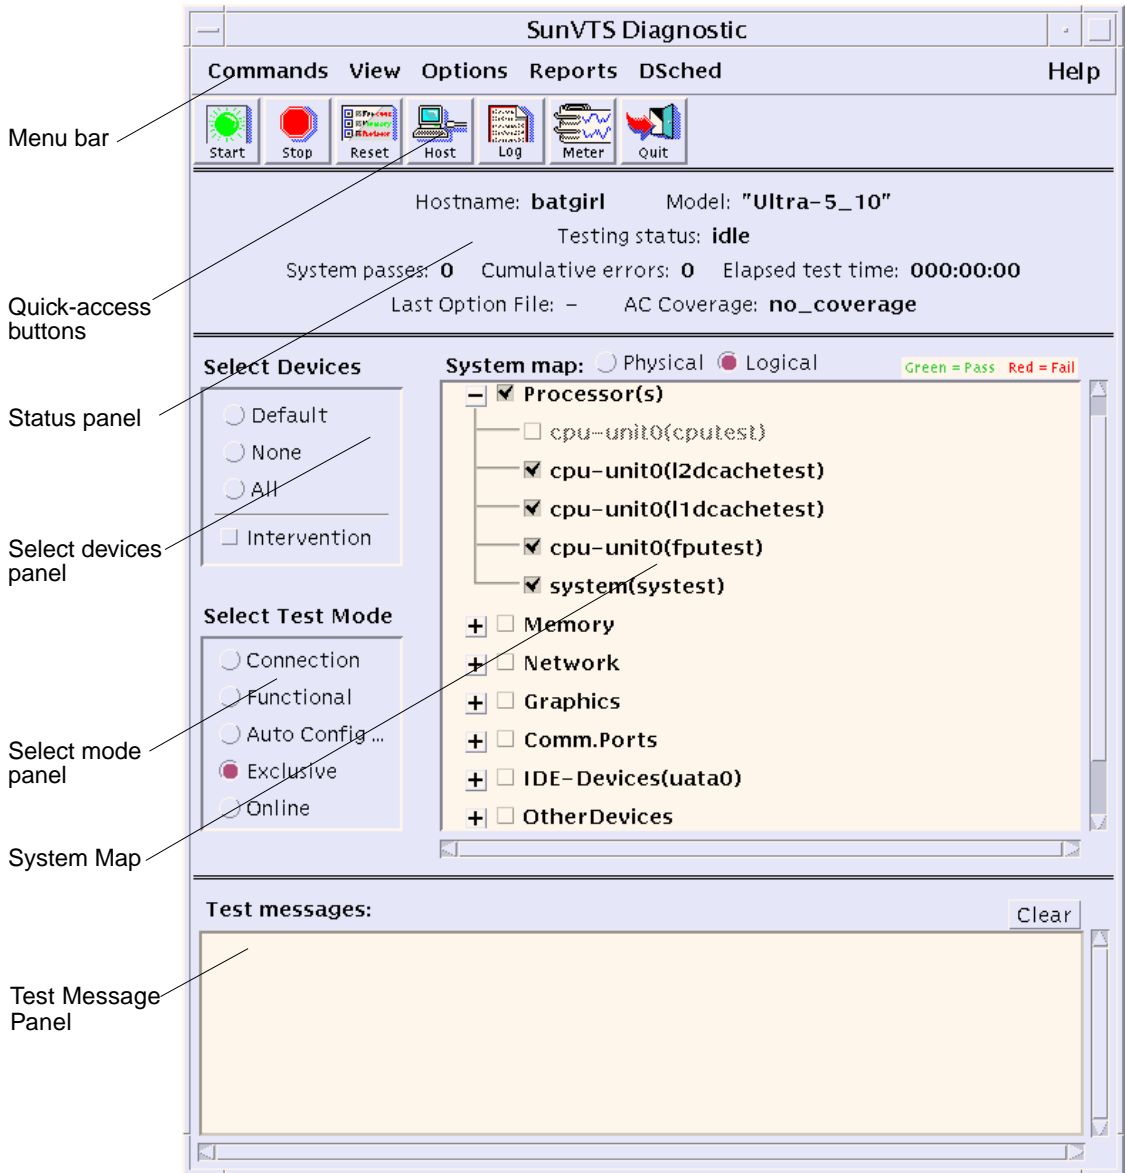 SunVTS Diagnostic
Commands View Options Reports DSched Help
Menu bar
Start Stop Reset Host Log Meter Quit
Hostname: batgirl Model: "Ultra-5_10"
Testing status: idle
System passes: 0 Cumulative errors: 0 Elapsed test time: 000:00:00
Last Option File: - AC Coverage: no_coverage
Quick-access
buttons
Status panel
Select devices
panel
Select mode
panel
System Map
Test Message
Panel
Select Devices
Default
None
All
Intervention
Select Test Mode
Connection
Functional
Auto Config ...
Exclusive
Online
System map: Physical Logical Green = Pass Red = Fail
Processor(s)
cpu-unit0(cputest)
cpu-unit0(l2dcachetest)
cpu-unit0(l1dcachetest)
cpu-unit0(fputest)
system(systest)
Memory
Network
Graphics
Comm.Ports
IDE-Devices(uata0)
OtherDevices
Test messages:
Clear